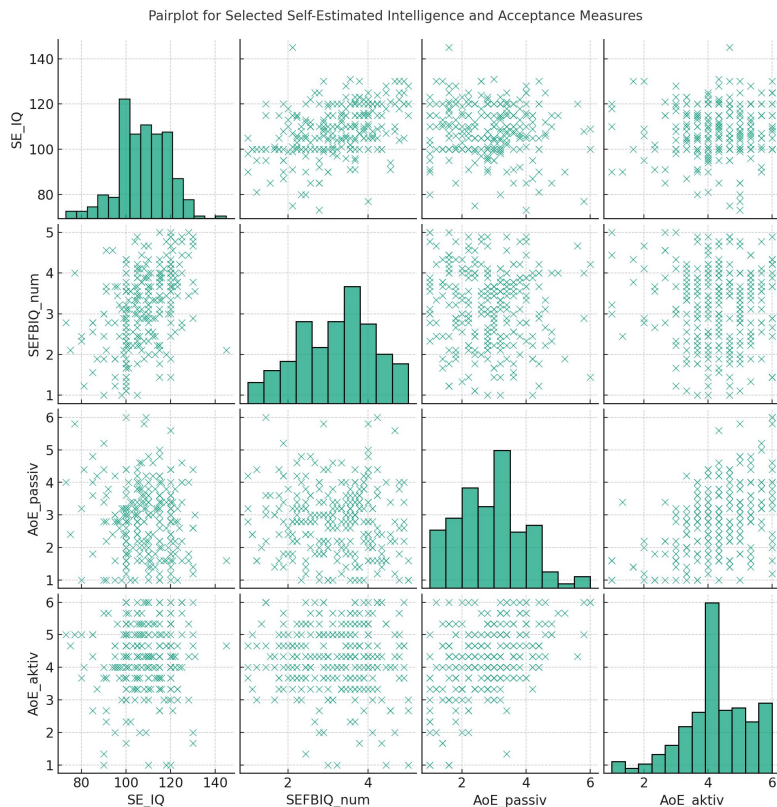 Pairplot for Selected Self-Estimated Intelligence and Acceptance Measures
SE_IQ
140
120
100
80
SEFBIQ_num
5
4
3
2
1
AoE_passiv
6
5
4
3
2
1
AoE_aktiv
6
5
4
3
2
1
80 100 120 140
SE_IQ
2 4
SEFBIQ_num
2 4 6
AoE_passiv
2 4 6
AoE_aktiv